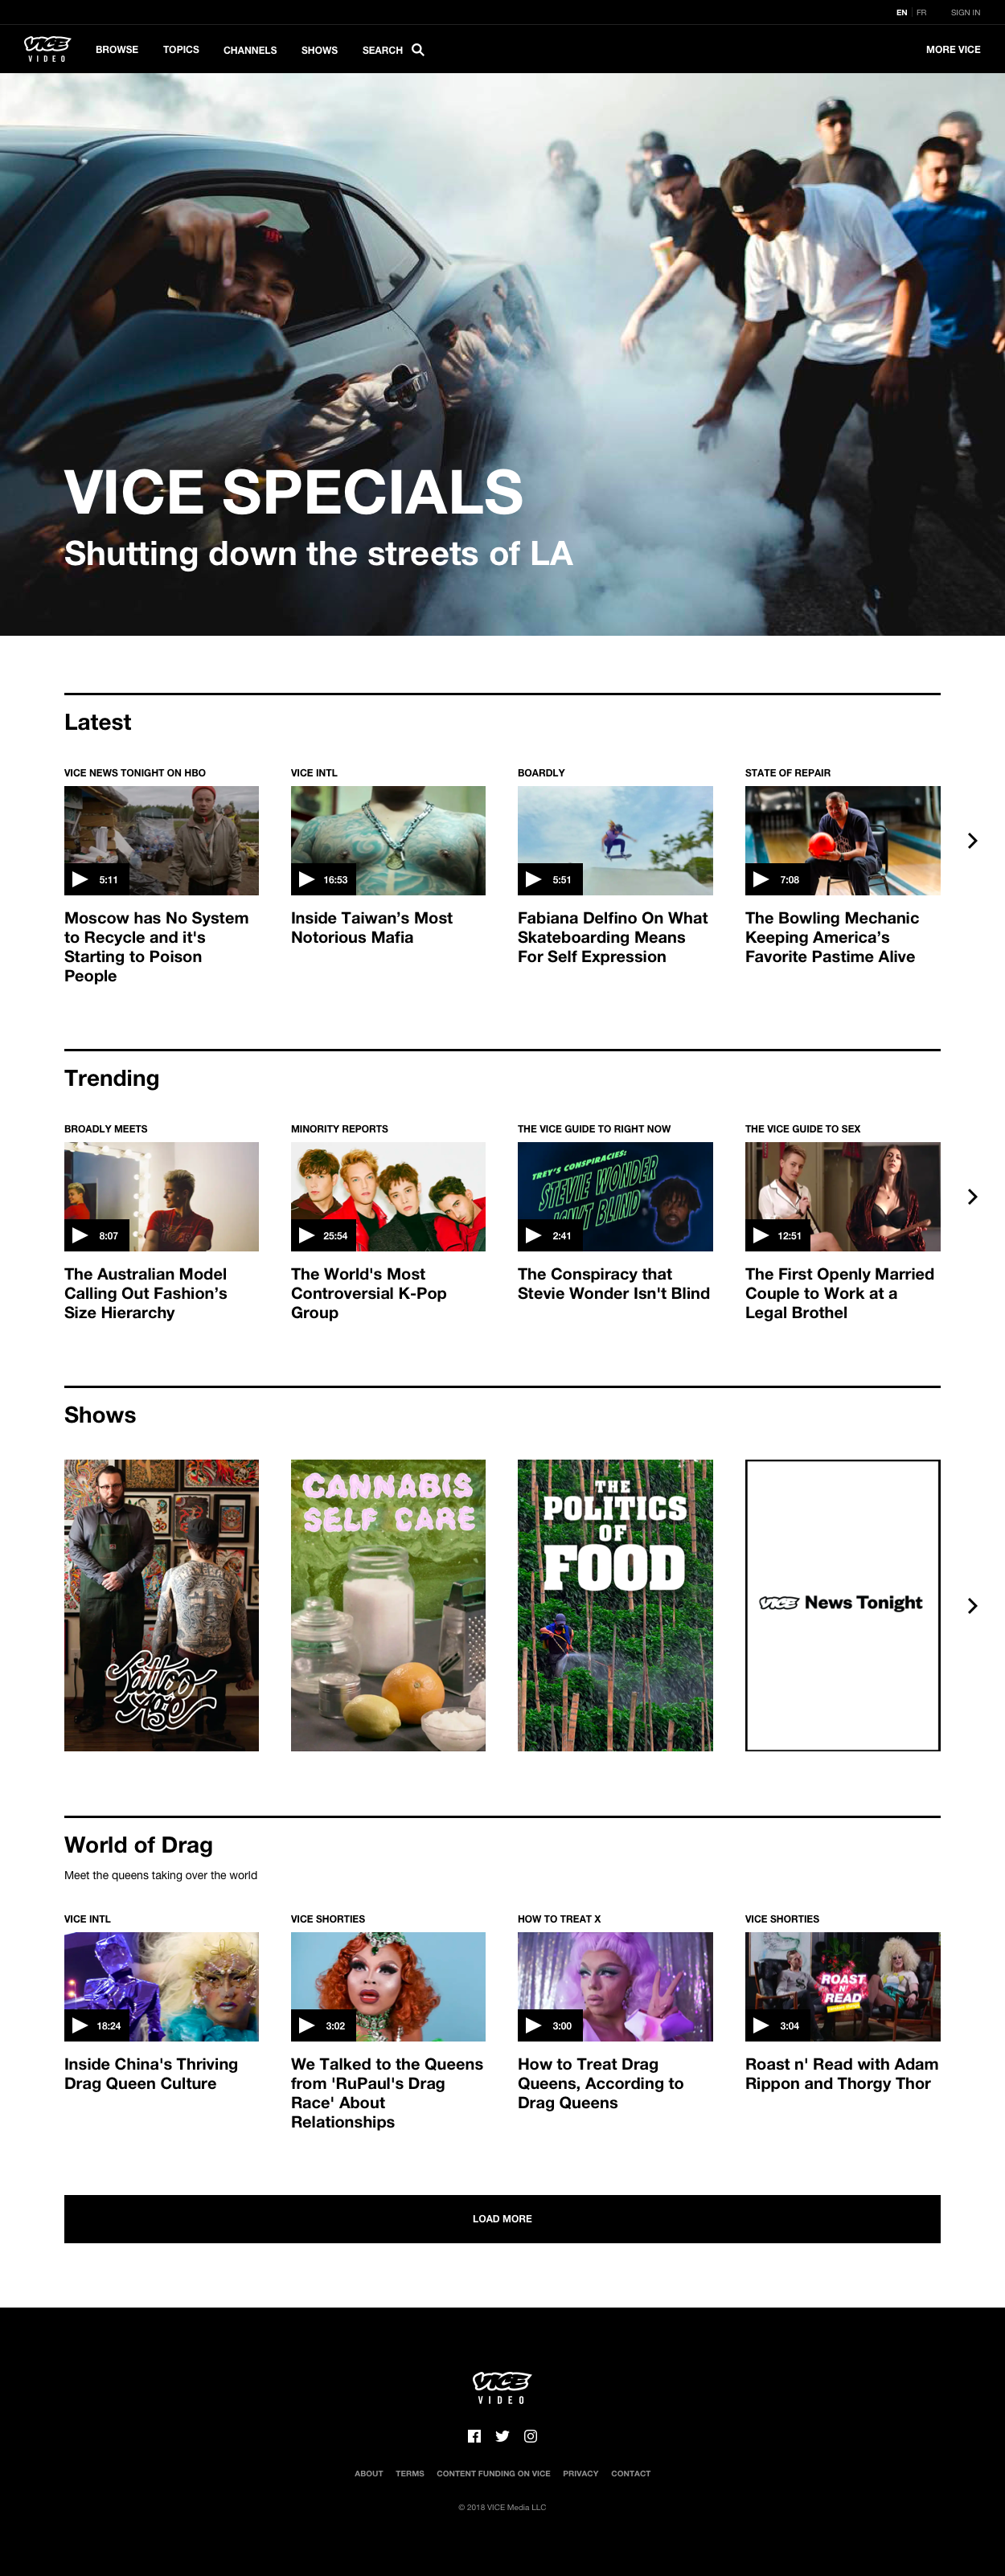 EN FR SIGN IN
VICE
VIDEO
BROWSE TOPICS CHANNELS SHOWS SEARCH MORE VICE
VICE SPECIALS
Shutting down the streets of LA
Latest
VICE NEWS TONIGHT ON HBO
5:11
Moscow has No System
to Recycle and it's
Starting to Poison
People
VICE INTL
16:53
Inside Taiwan’s Most
Notorious Mafia
BOARDLY
5:51
Fabiana Delfino On What
Skateboarding Means
For Self Expression
STATE OF REPAIR
7:08
The Bowling Mechanic
Keeping America’s
Favorite Pastime Alive
Trending
BROADLY MEETS
8:07
The Australian Model
Calling Out Fashion’s
Size Hierarchy
MINORITY REPORTS
25:54
The World's Most
Controversial K-Pop
Group
THE VICE GUIDE TO RIGHT NOW
TREY'S CONSPIRACIES:
STEVIE WONDER
ISN'T BLIND
2:41
The Conspiracy that
Stevie Wonder Isn't Blind
THE VICE GUIDE TO SEX
12:51
The First Openly Married
Couple to Work at a
Legal Brothel
Shows
Tattoo
Age
CANNABIS
SELF CARE
THE
POLITICS
OF
FOOD
VICE News Tonight
World of Drag
Meet the queens taking over the world
VICE INTL
18:24
Inside China's Thriving
Drag Queen Culture
VICE SHORTIES
3:02
We Talked to the Queens
from 'RuPaul's Drag
Race' About
Relationships
HOW TO TREAT X
3:00
How to Treat Drag
Queens, According to
Drag Queens
VICE SHORTIES
ROAST
N'
READ
3:04
Roast n' Read with Adam
Rippon and Thorgy Thor
LOAD MORE
VICE
VIDEO
ABOUT TERMS CONTENT FUNDING ON VICE PRIVACY CONTACT
© 2018 VICE Media LLC